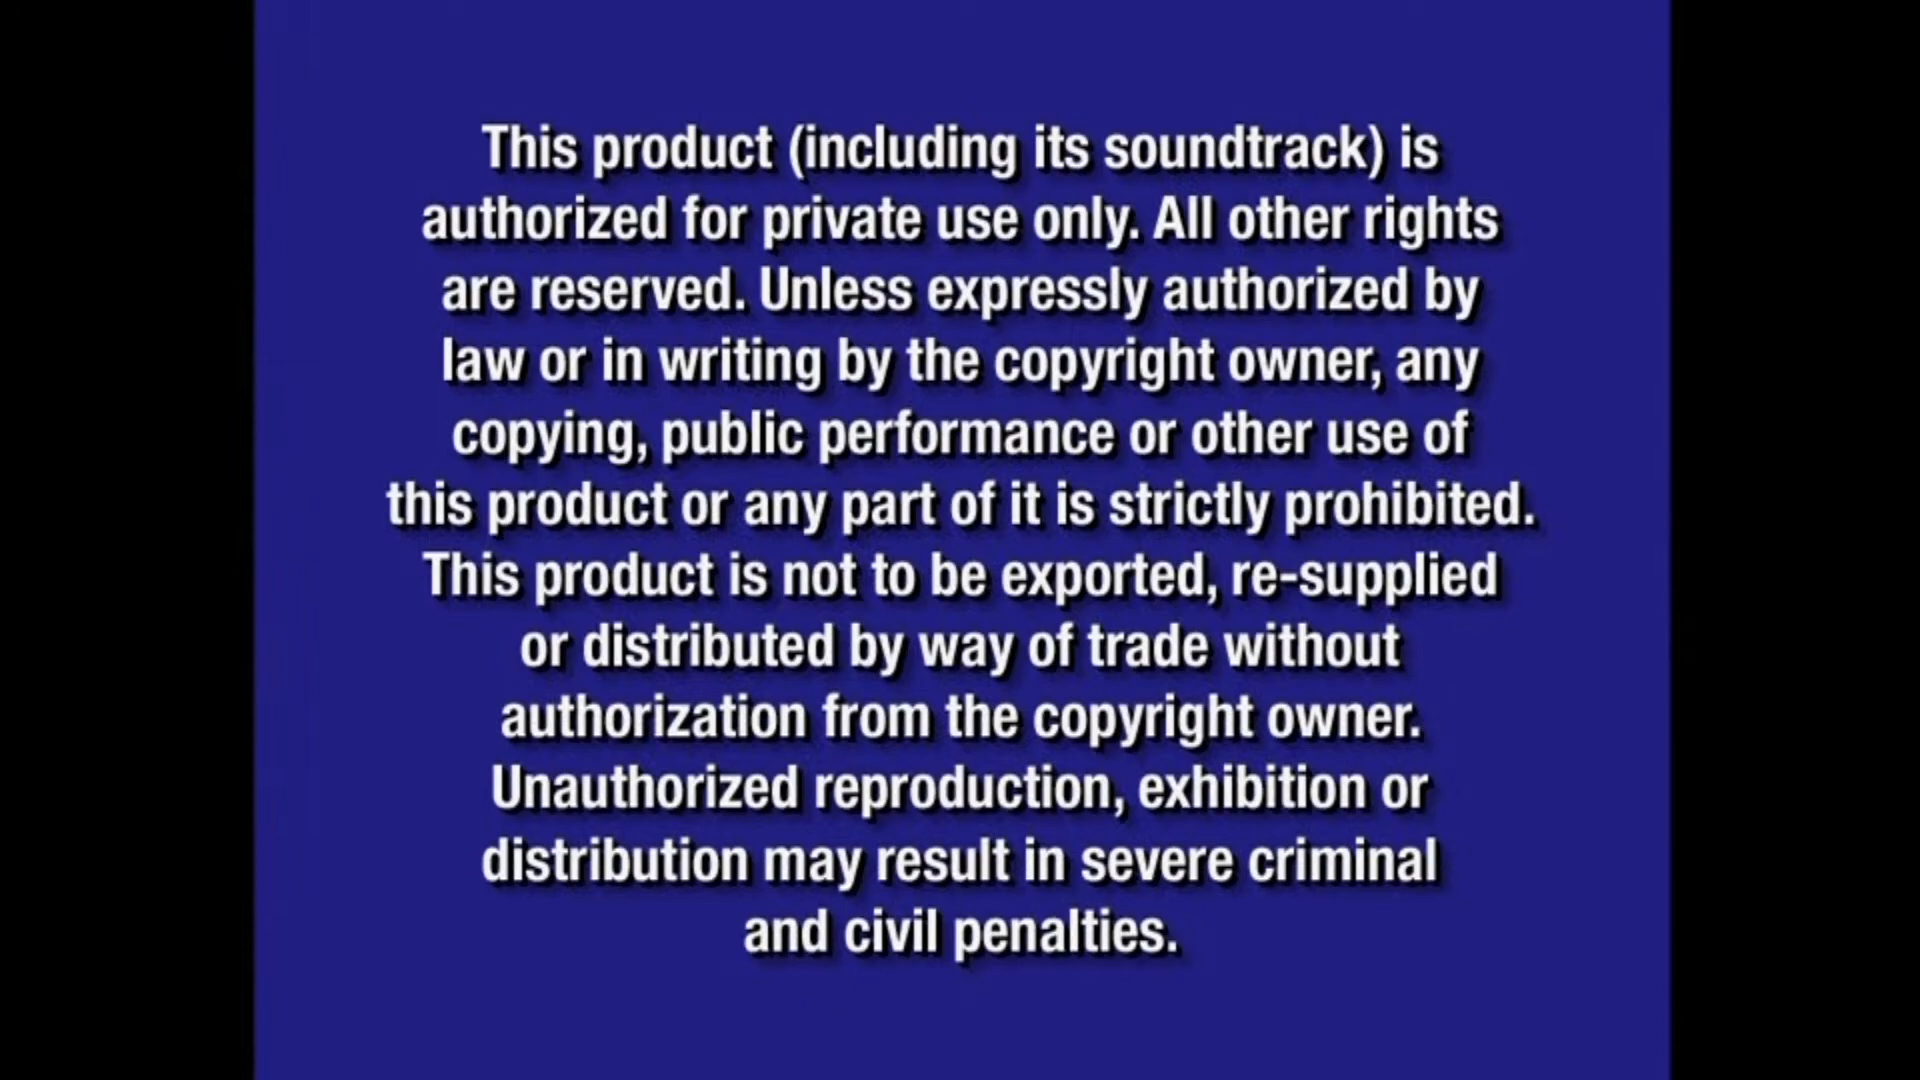 This product (including its soundtrack) is
authorized for private use only. All other rights
are reserved. Unless expressly authorized by
law or in writing by the copyright owner, any
copying, public performance or other use of
this product or any part of it is strictly prohibited.
This product is not to be exported, re-supplied
or distributed by way of trade without
authorization from the copyright owner.
Unauthorized reproduction, exhibition or
distribution may result in severe criminal
and civil penalties.